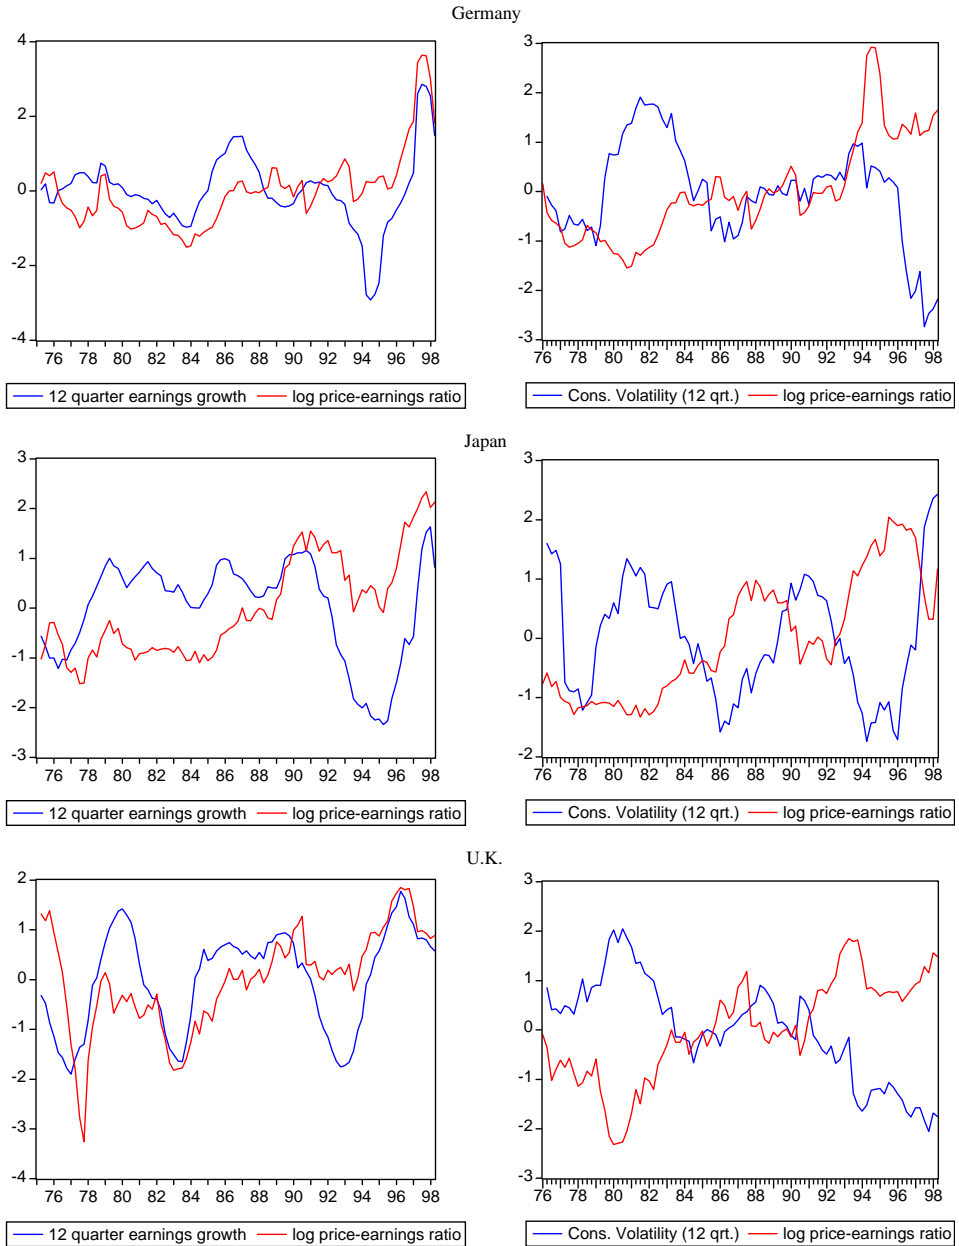 Germany
4
2
0
-2
-4
76 78 80 82 84 86 88 90 92 94 96 98
12 quarter earnings growth log price-earnings ratio
3
2
1
0
-1
-2
-3
76 78 80 82 84 86 88 90 92 94 96 98
Cons. Volatility (12 qrt.) log price-earnings ratio
Japan
3
2
1
0
-1
-2
-3
76 78 80 82 84 86 88 90 92 94 96 98
12 quarter earnings growth log price-earnings ratio
3
2
1
0
-1
-2
76 78 80 82 84 86 88 90 92 94 96 98
Cons. Volatility (12 qrt.) log price-earnings ratio
U.K.
2
1
0
-1
-2
-3
-4
76 78 80 82 84 86 88 90 92 94 96 98
12 quarter earnings growth log price-earnings ratio
3
2
1
0
-1
-2
-3
76 78 80 82 84 86 88 90 92 94 96 98
Cons. Volatility (12 qrt.) log price-earnings ratio